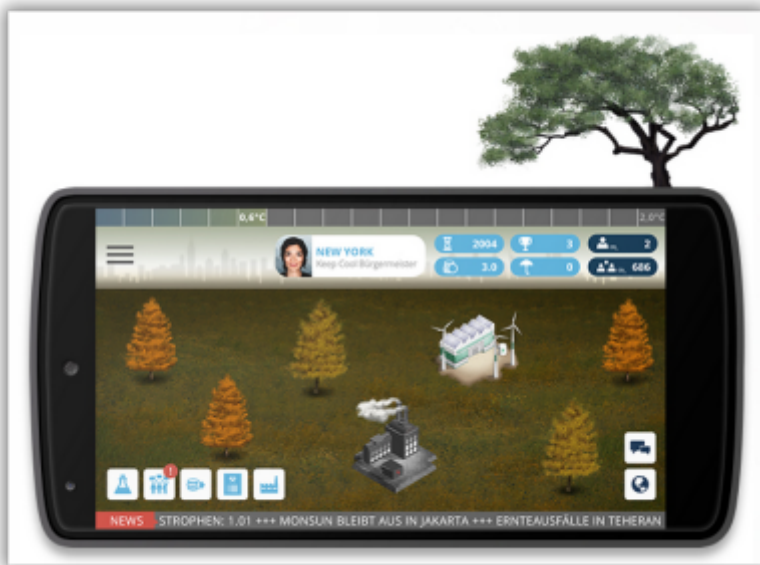 0,6°C
2,0°C
NEW YORK
Keep Cool Bürgermeister
2004
3
2
3.0
0
686
NEWS STROPHEN: 1.01 +++ MONSUN BLEIBT AUS IN JAKARTA +++ ERNTEAUSFÄLLE IN TEHERAN